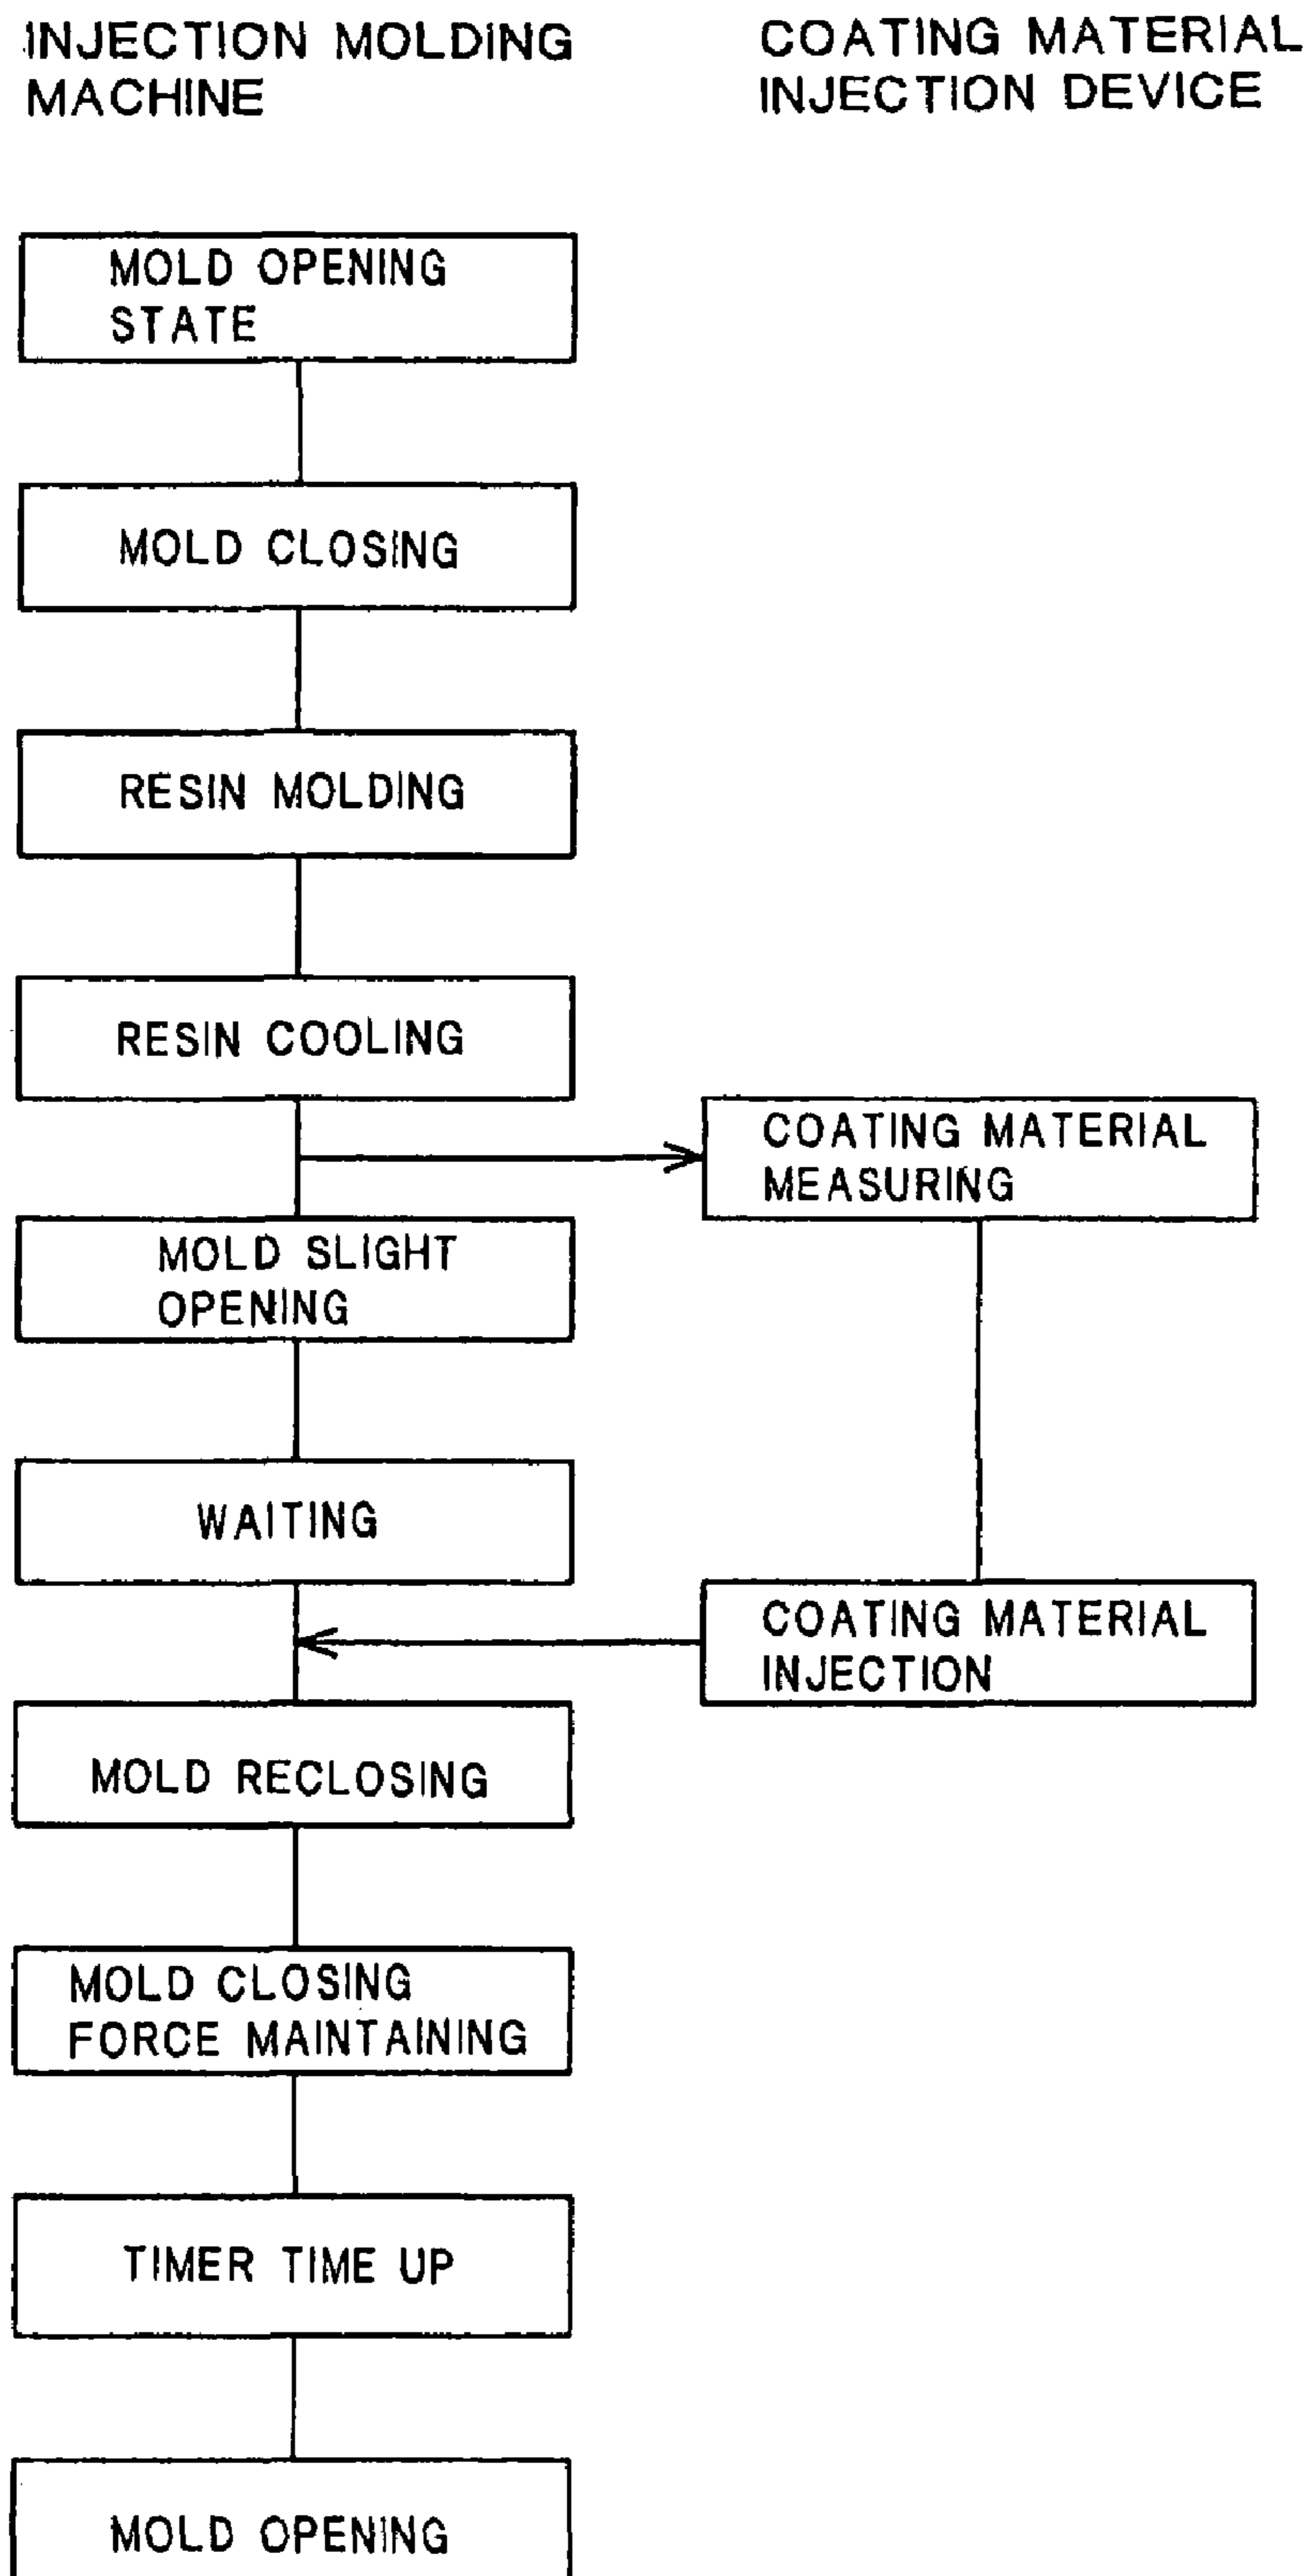 INJECTION MOLDING
MACHINE
COATING MATERIAL
INJECTION DEVICE
MOLD OPENING
STATE
MOLD CLOSING
RESIN MOLDING
RESIN COOLING
COATING MATERIAL
MEASURING
MOLD SLIGHT
OPENING
WAITING
COATING MATERIAL
INJECTION
MOLD RECLOSING
MOLD CLOSING
FORCE MAINTAINING
TIMER TIME UP
MOLD OPENING